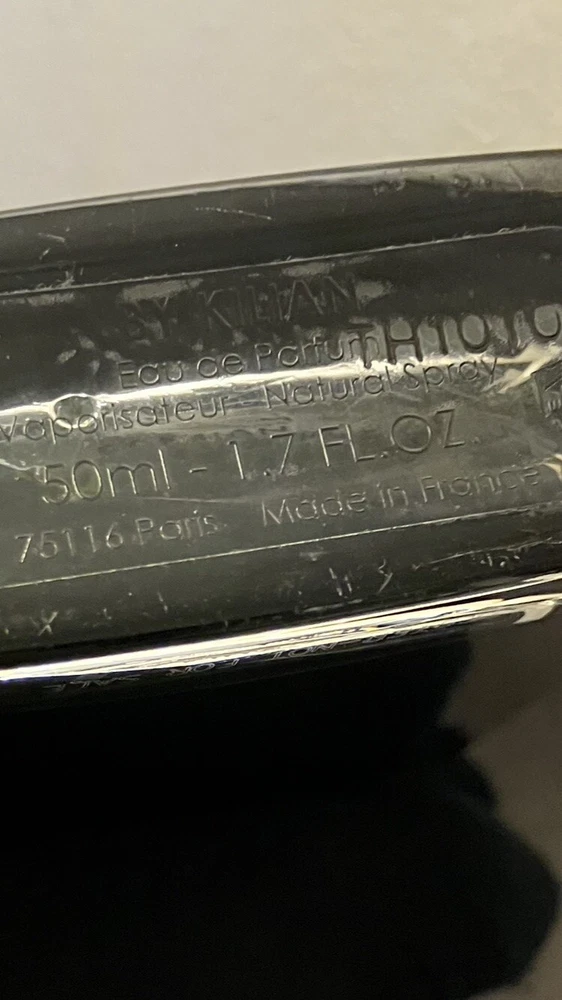 BY KILIAN
Eau de Parfum
Vaporisateur - Natural Spray
50ml - 1.7 FL.OZ.
75116 Paris Made in France